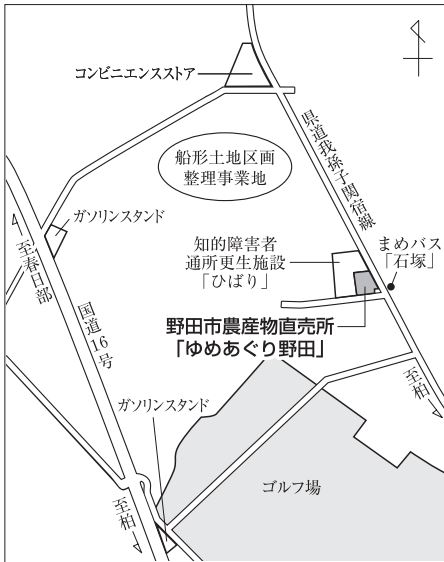 コンビニエンスストア
船形土地区画
整理事業地
県道我孫子関宿線
ガソリンスタンド
至春日部
知的障害者
通所更生施設
「ひばり」
まめバス
「石塚」
国道16号
野田市農産物直売所
「ゆめあぐり野田」
ガソリンスタンド
至柏
ゴルフ場
至柏